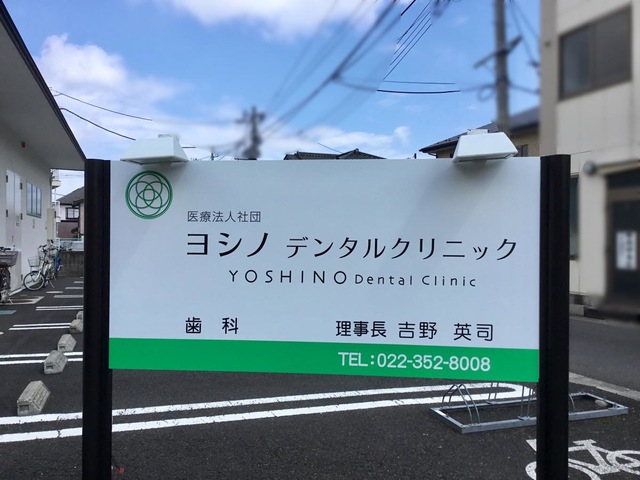 医療法人社団
ヨシノ デンタルクリニック
YOSHINO Dental Clinic
歯 科 理事長 吉野 英司
TEL:022-352-8008